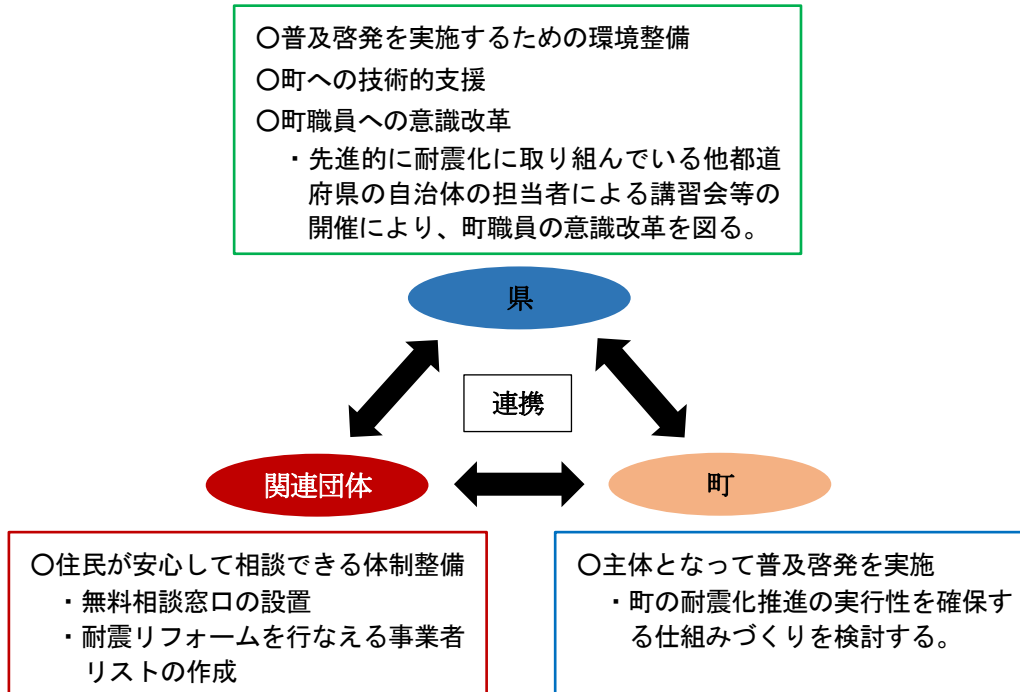 〇普及啓発を実施するための環境整備
〇町への技術的支援
〇町職員への意識改革
・先進的に耐震化に取り組んでいる他都道
府県の自治体の担当者による講習会等の
開催により、町職員の意識改革を図る。
県
連携
関連団体
町
〇住民が安心して相談できる体制整備
・無料相談窓口の設置
・耐震リフォームを行なえる事業者
リストの作成
〇主体となって普及啓発を実施
・町の耐震化推進の実行性を確保す
る仕組みづくりを検討する。